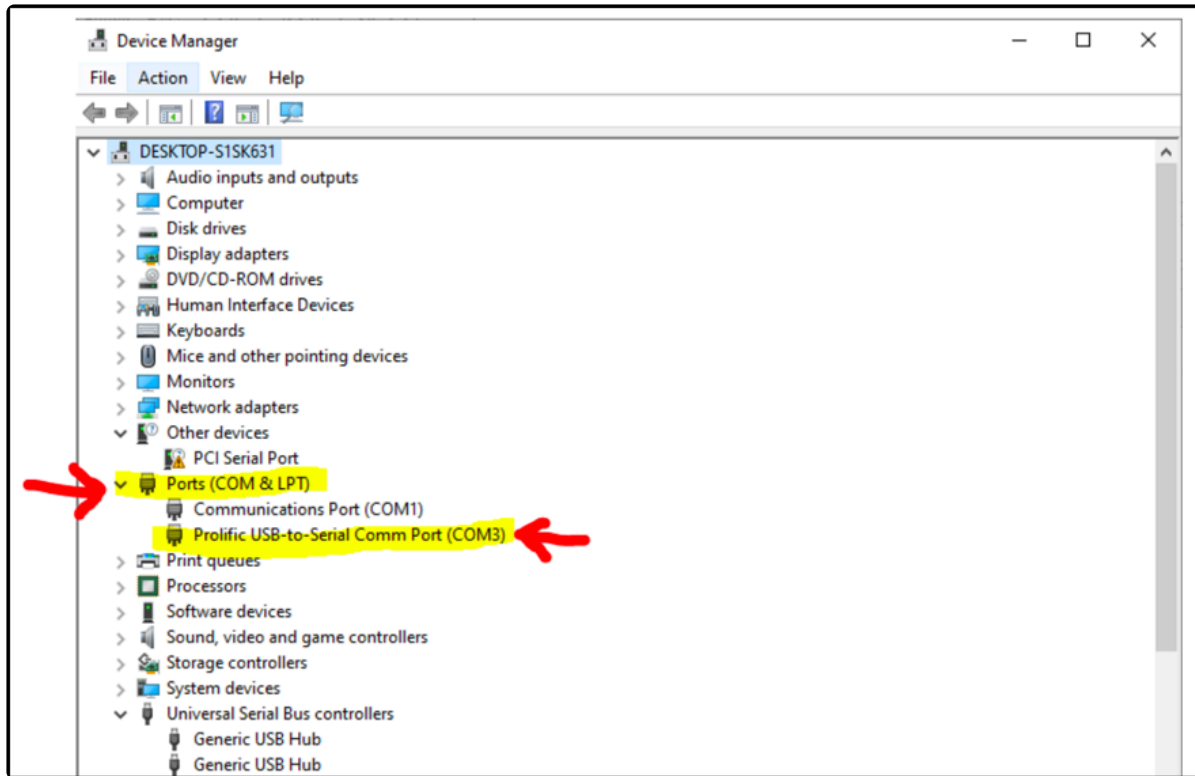 Device Manager
File Action View Help
DESKTOP-S1SK631
Audio inputs and outputs
Computer
Disk drives
Display adapters
DVD/CD-ROM drives
Human Interface Devices
Keyboards
Mice and other pointing devices
Monitors
Network adapters
Other devices
PCI Serial Port
Ports (COM & LPT)
Communications Port (COM1)
Prolific USB-to-Serial Comm Port (COM3)
Print queues
Processors
Software devices
Sound, video and game controllers
Storage controllers
System devices
Universal Serial Bus controllers
Generic USB Hub
Generic USB Hub